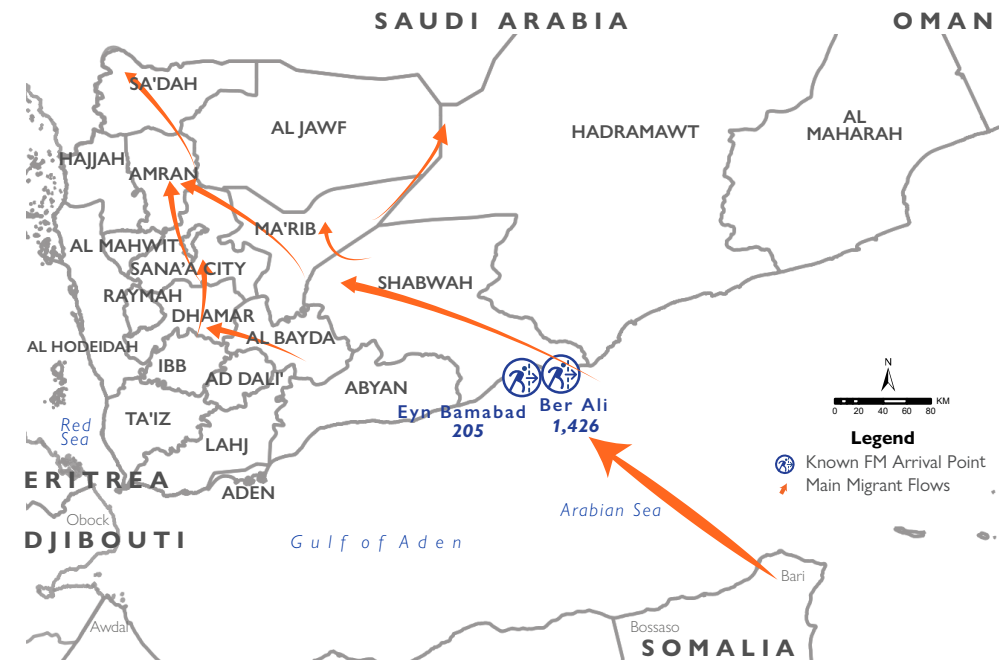 SAUDI ARABIA
OMAN
SA'DAH
AL JAWF
HADRAMAWT
AL
MAHARAH
HAJJAH
AMRAN
MA'RIB
AL MAHWIT
SANA'A CITY
SHABWAH
RAYMAH
DHAMAR
AL BAYDA
AL HODEIDAH
IBB
AD DALI'
ABYAN
Eyn Bamabad
205
Ber Ali
1,426
TA'IZ
LAHJ
ADEN
Red
Sea
ERITREA
Obock
DJIBOUTI
Gulf of Aden
Arabian Sea
Awdal
Bari
Bossaso
SOMALIA
N
KM
0 20 40 60 80
Legend
Known FM Arrival Point
Main Migrant Flows